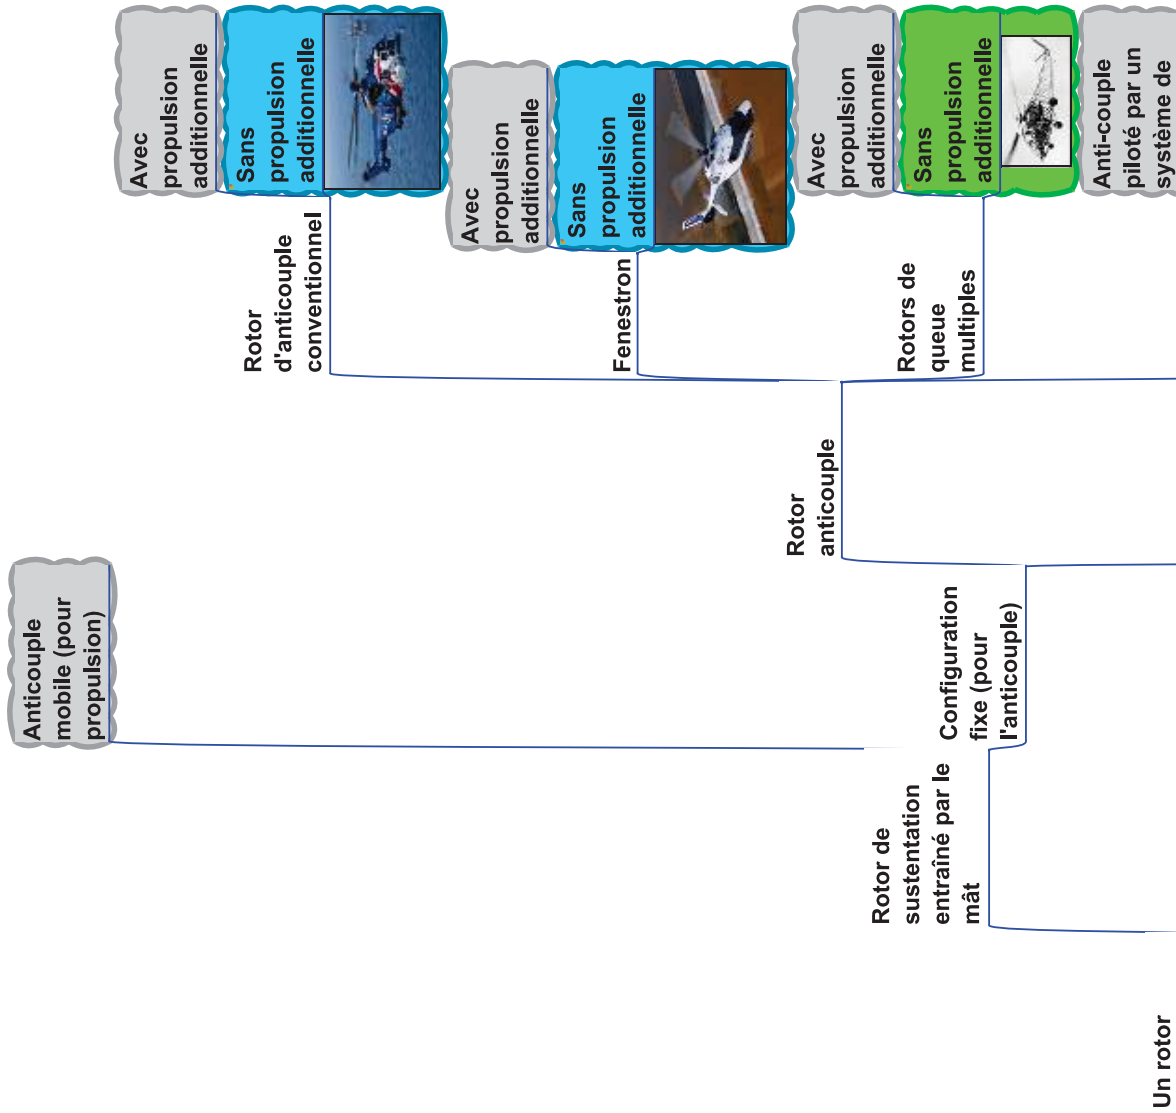 Anticouple
mobile (pour
propulsion)
Avec
propulsion
additionnelle
Sans
propulsion
additionnelle
Rotor
d'anticouple
conventionnel
Avec
propulsion
additionnelle
Sans
propulsion
additionnelle
Fenestron
Avec
propulsion
additionnelle
Sans
propulsion
additionnelle
Rotors de
queue
multiples
Anti-couple
piloté par un
système de
Rotor
anticouple
Configuration
fixe (pour
l'anticouple)
Rotor de
sustentation
entraîné par le
mât
Un rotor